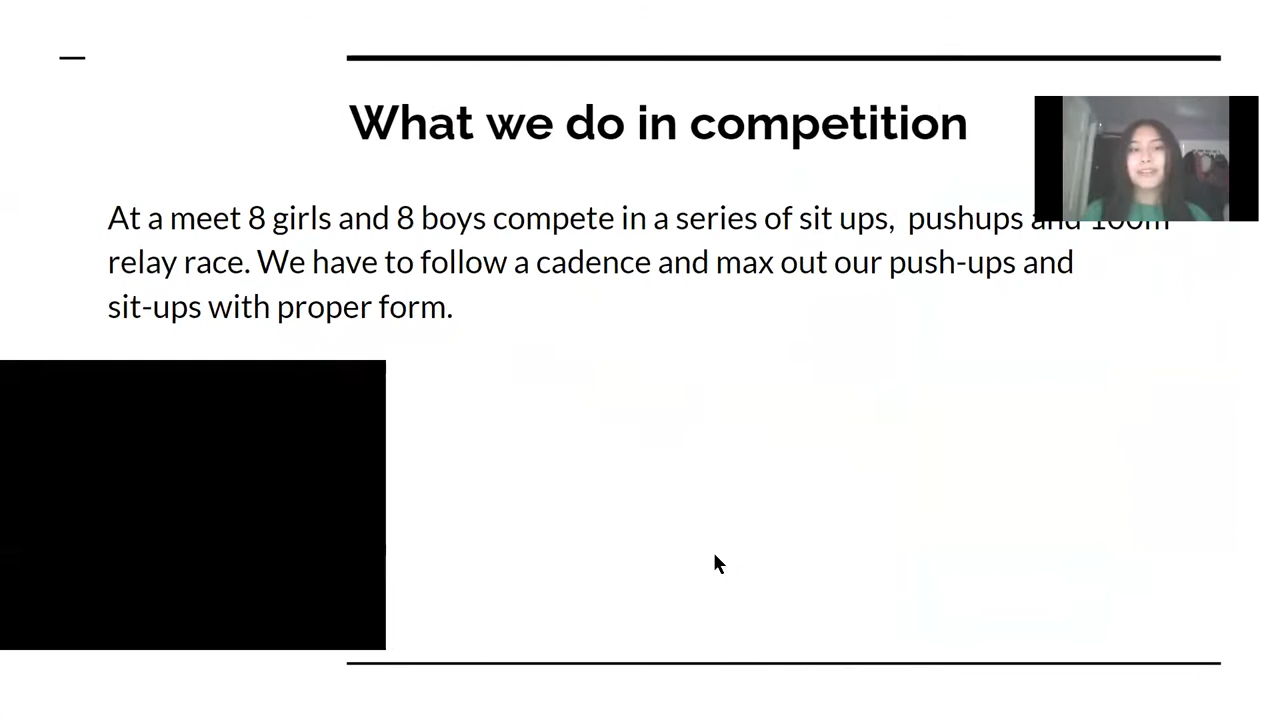 What we do in competition
At a meet 8 girls and 8 boys compete in a series of sit ups, pushups and 100m
relay race. We have to follow a cadence and max out our push-ups and
sit-ups with proper form.